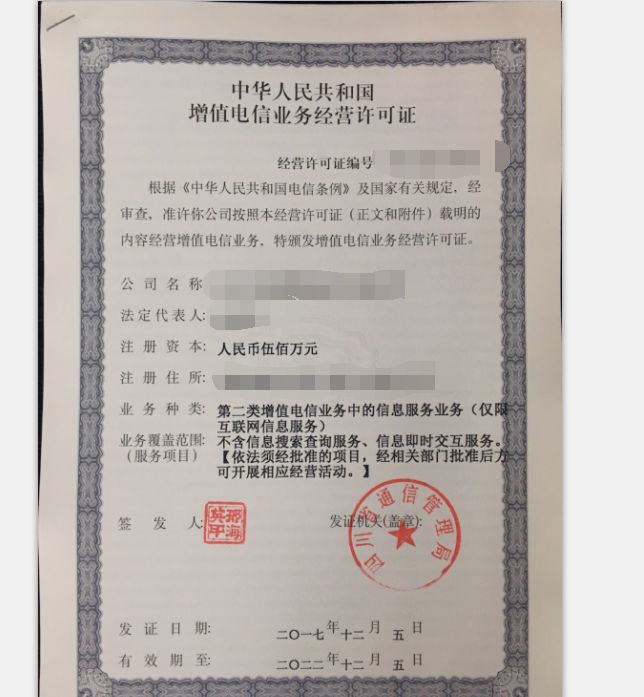 中华人民共和国
增值电信业务经营许可证
经营许可证编号
根据《中华人民共和国电信条例》及国家有关规定，经
审查，准许你公司按照本经营许可证（正文和附件）载明的
内容经营增值电信业务，特颁发增值电信业务经营许可证。
公司名称
法定代表人:
注册资本: 人民币伍佰万元
注册住所:
业务种类: 第二类增值电信业务中的信息服务业务（仅限
互联网信息服务）
业务覆盖范围: 不含信息搜索查询服务、信息即时交互服务。
（服务项目） 【依法须经批准的项目，经相关部门批准后方
可开展相应经营活动。】
签发人:
发证机关(盖章):
四川省通信管理局
发证日期: 二〇一七年十二月五日
有效期至: 二〇二二年十二月五日